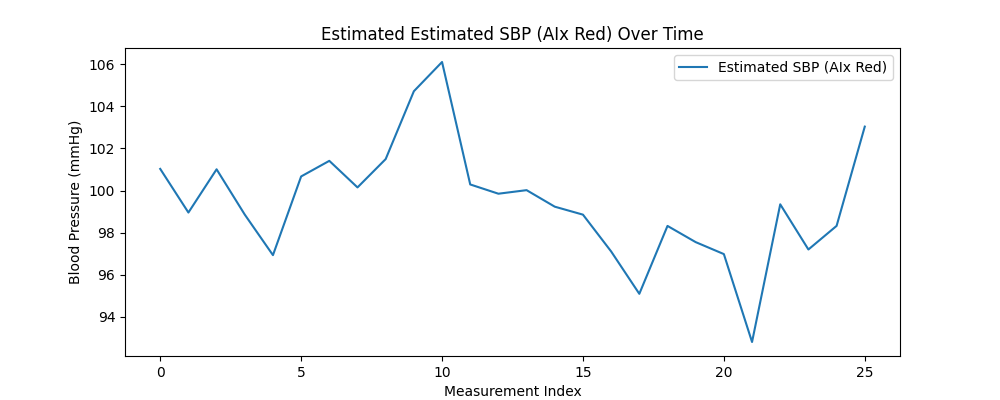 Estimated Estimated SBP (AIx Red) Over Time
Estimated SBP (AIx Red)
Blood Pressure (mmHg)
106
104
102
100
98
96
94
0 5 10 15 20 25
Measurement Index